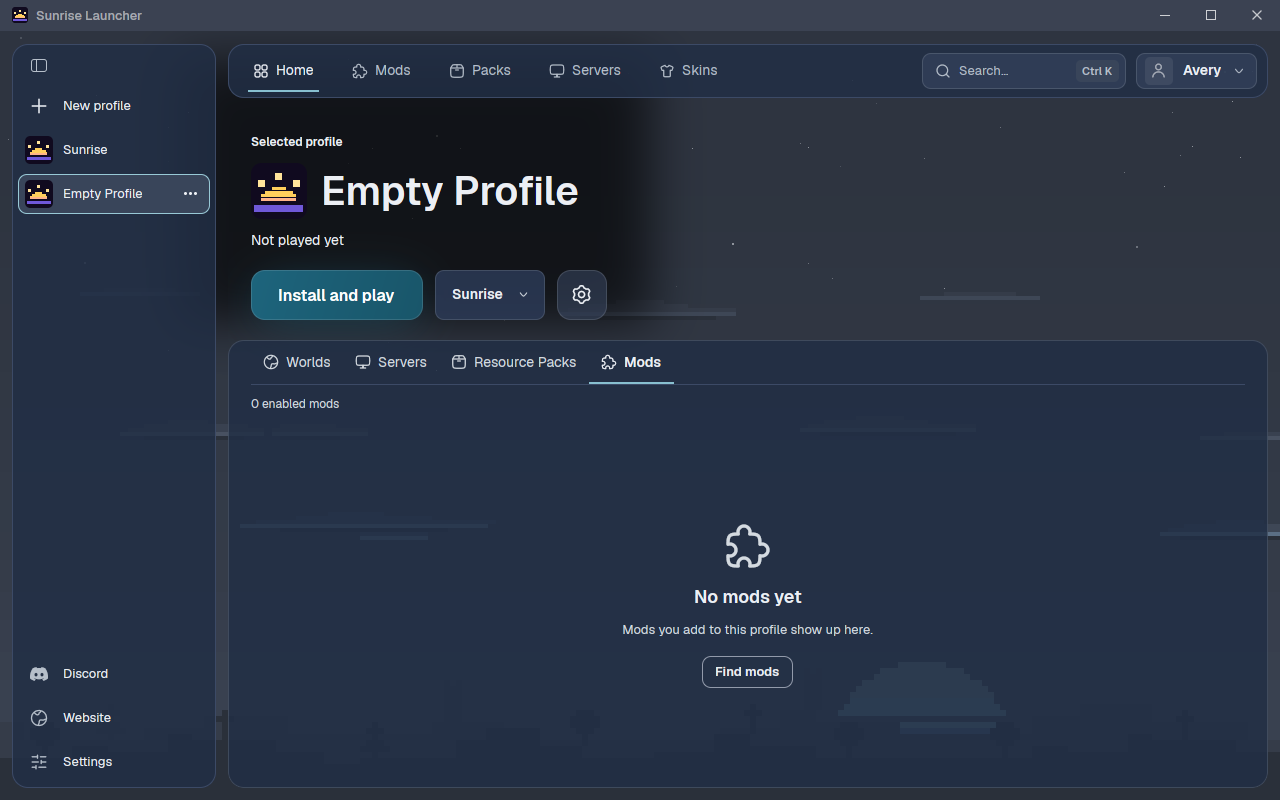 Sunrise Launcher
New profile
Sunrise
Empty Profile
Discord
Website
Settings
Home
Mods
Packs
Servers
Skins
Search...
Ctrl K
Avery
Selected profile
Empty Profile
Not played yet
Install and play
Sunrise
Worlds
Servers
Resource Packs
Mods
0 enabled mods
No mods yet
Mods you add to this profile show up here.
Find mods